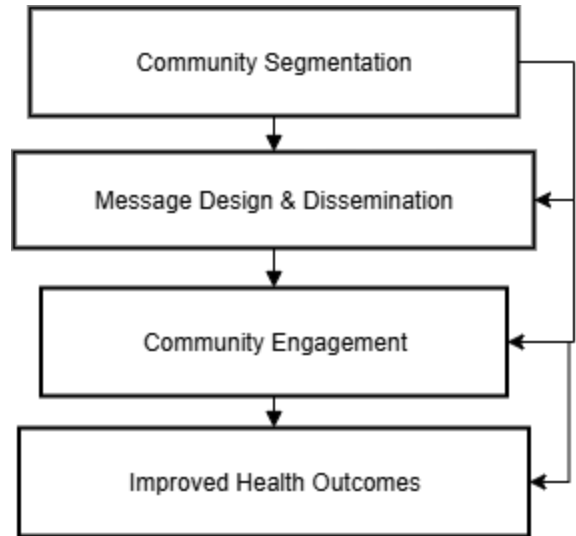 Community Segmentation
Message Design & Dissemination
Community Engagement
Improved Health Outcomes